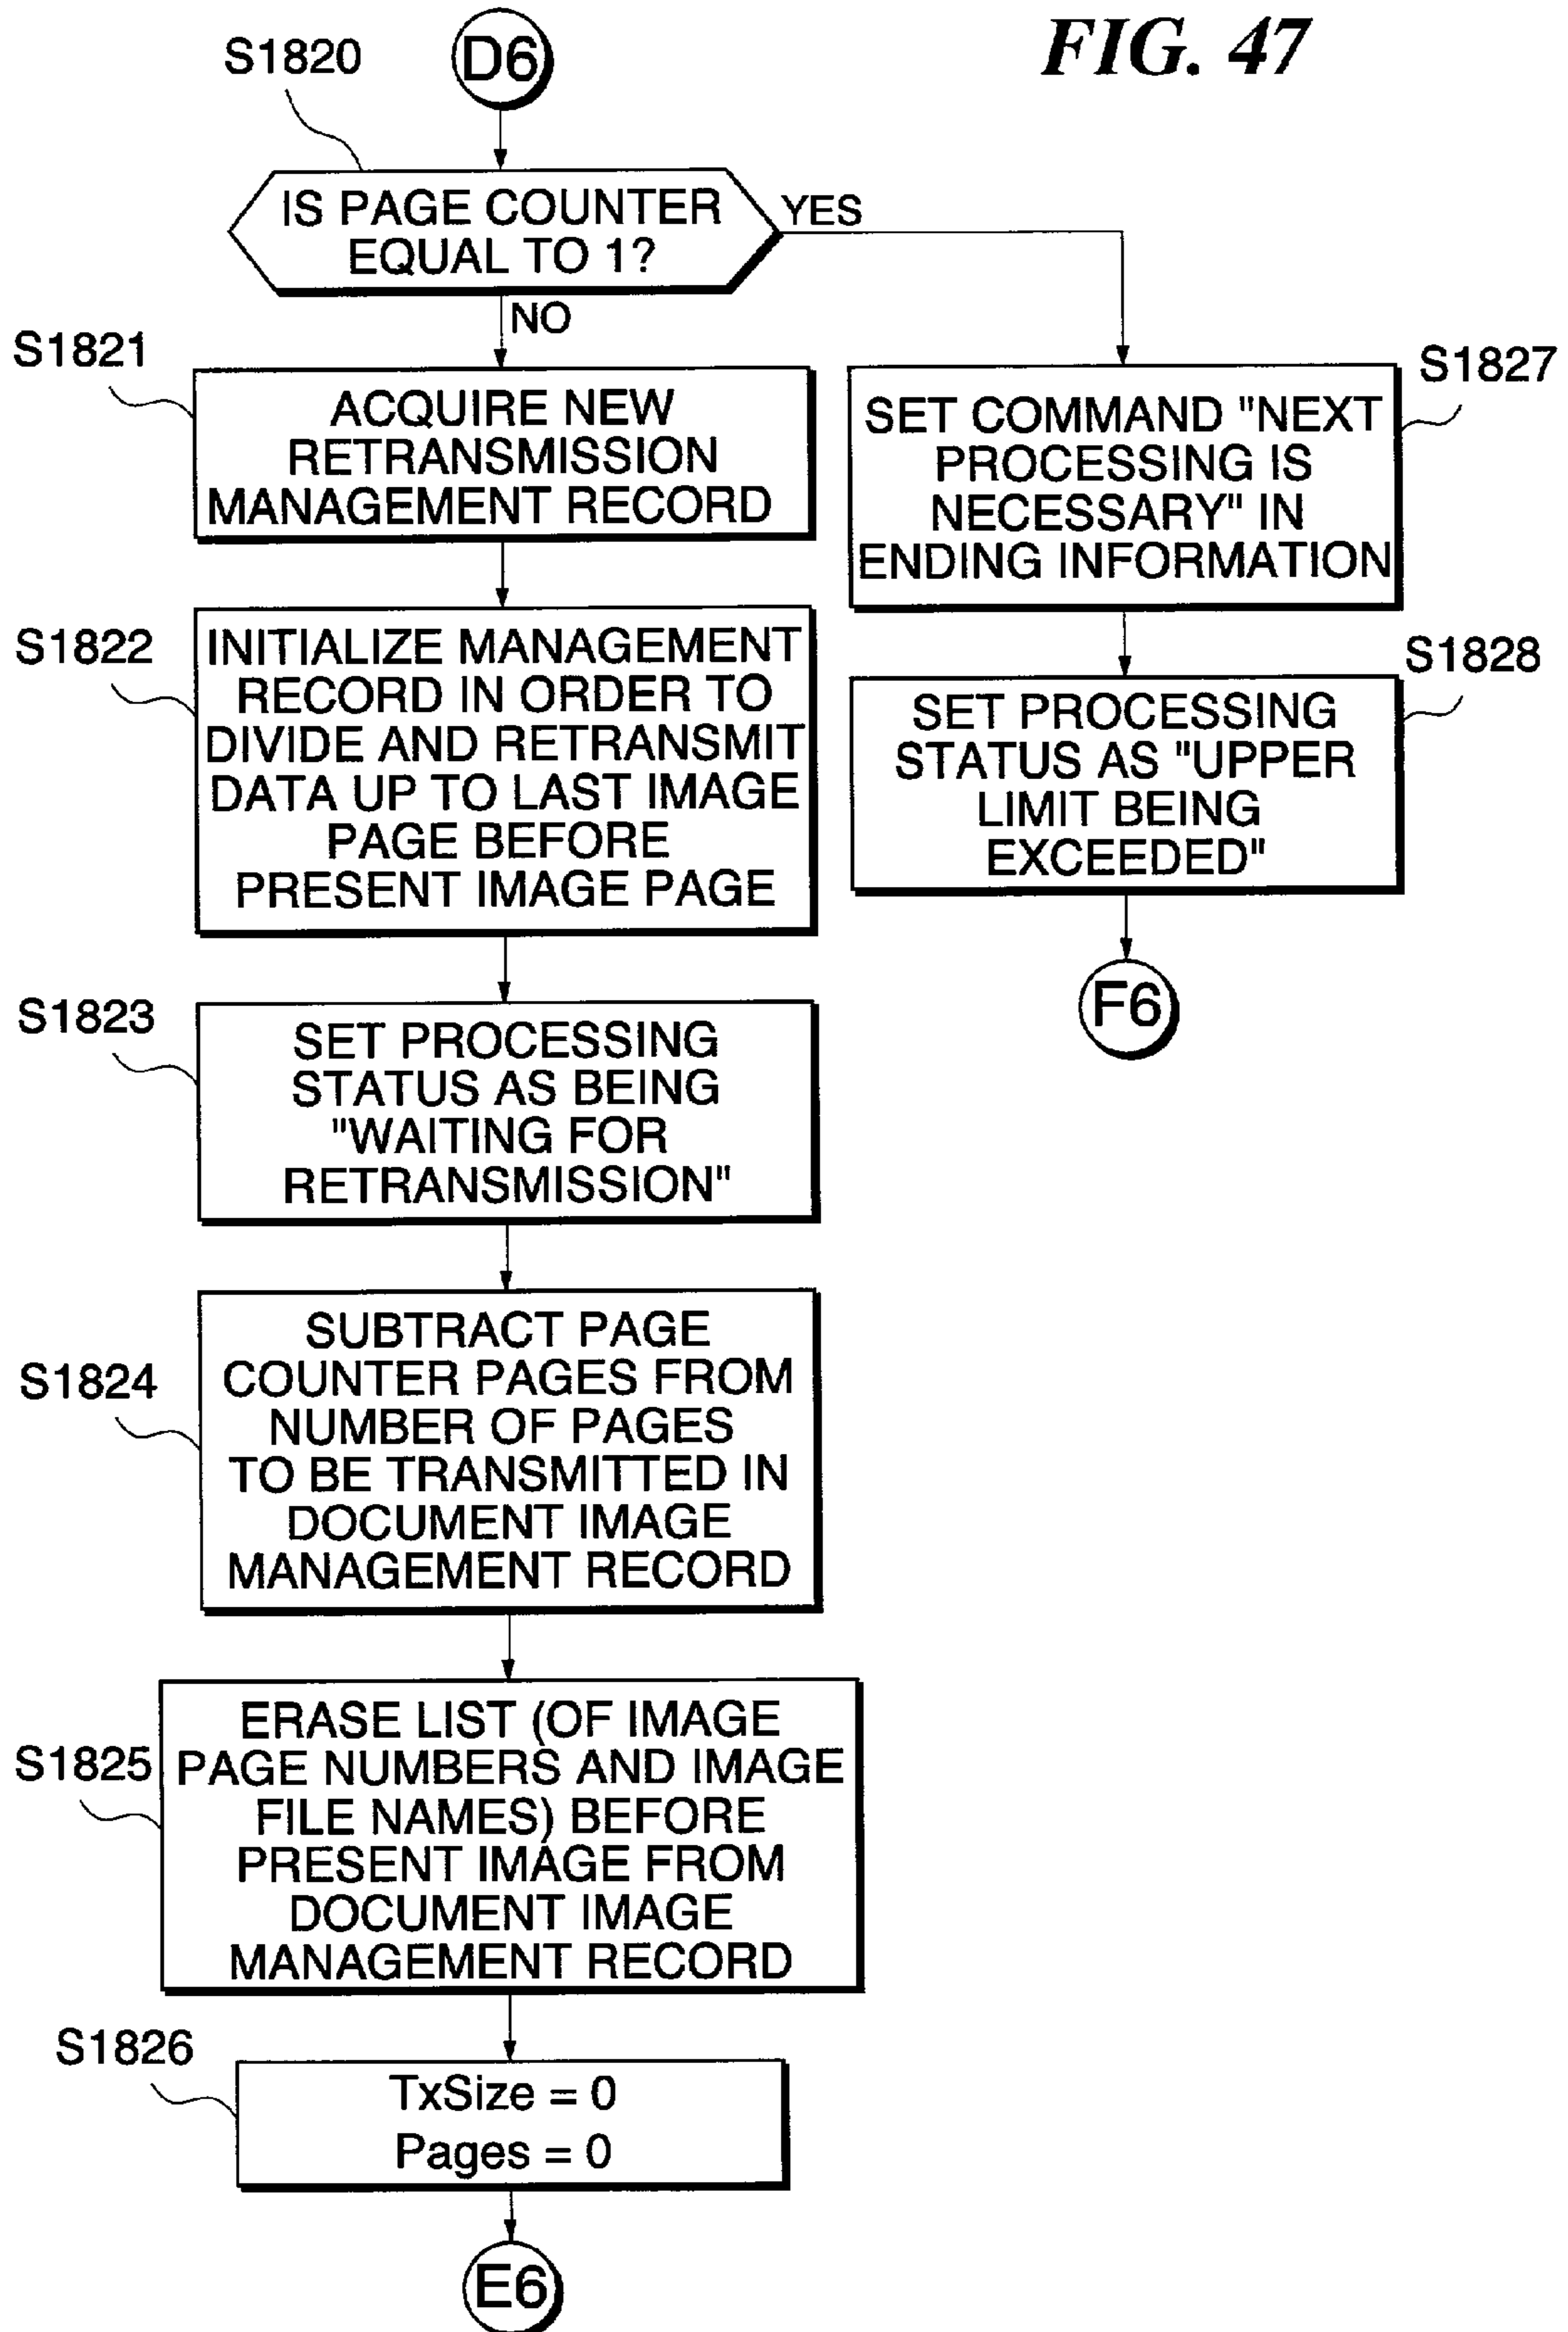 FIG. 47
D6
S1820
IS PAGE COUNTER
EQUAL TO 1?
YES
NO
S1821
ACQUIRE NEW
RETRANSMISSION
MANAGEMENT RECORD
S1822
INITIALIZE MANAGEMENT
RECORD IN ORDER TO
DIVIDE AND RETRANSMIT
DATA UP TO LAST IMAGE
PAGE BEFORE
PRESENT IMAGE PAGE
S1823
SET PROCESSING
STATUS AS BEING
"WAITING FOR
RETRANSMISSION"
S1824
SUBTRACT PAGE
COUNTER PAGES FROM
NUMBER OF PAGES
TO BE TRANSMITTED IN
DOCUMENT IMAGE
MANAGEMENT RECORD
S1825
ERASE LIST (OF IMAGE
PAGE NUMBERS AND IMAGE
FILE NAMES) BEFORE
PRESENT IMAGE FROM
DOCUMENT IMAGE
MANAGEMENT RECORD
S1826
TxSize = 0
Pages = 0
E6
S1827
SET COMMAND "NEXT
PROCESSING IS
NECESSARY" IN
ENDING INFORMATION
S1828
SET PROCESSING
STATUS AS "UPPER
LIMIT BEING
EXCEEDED"
F6